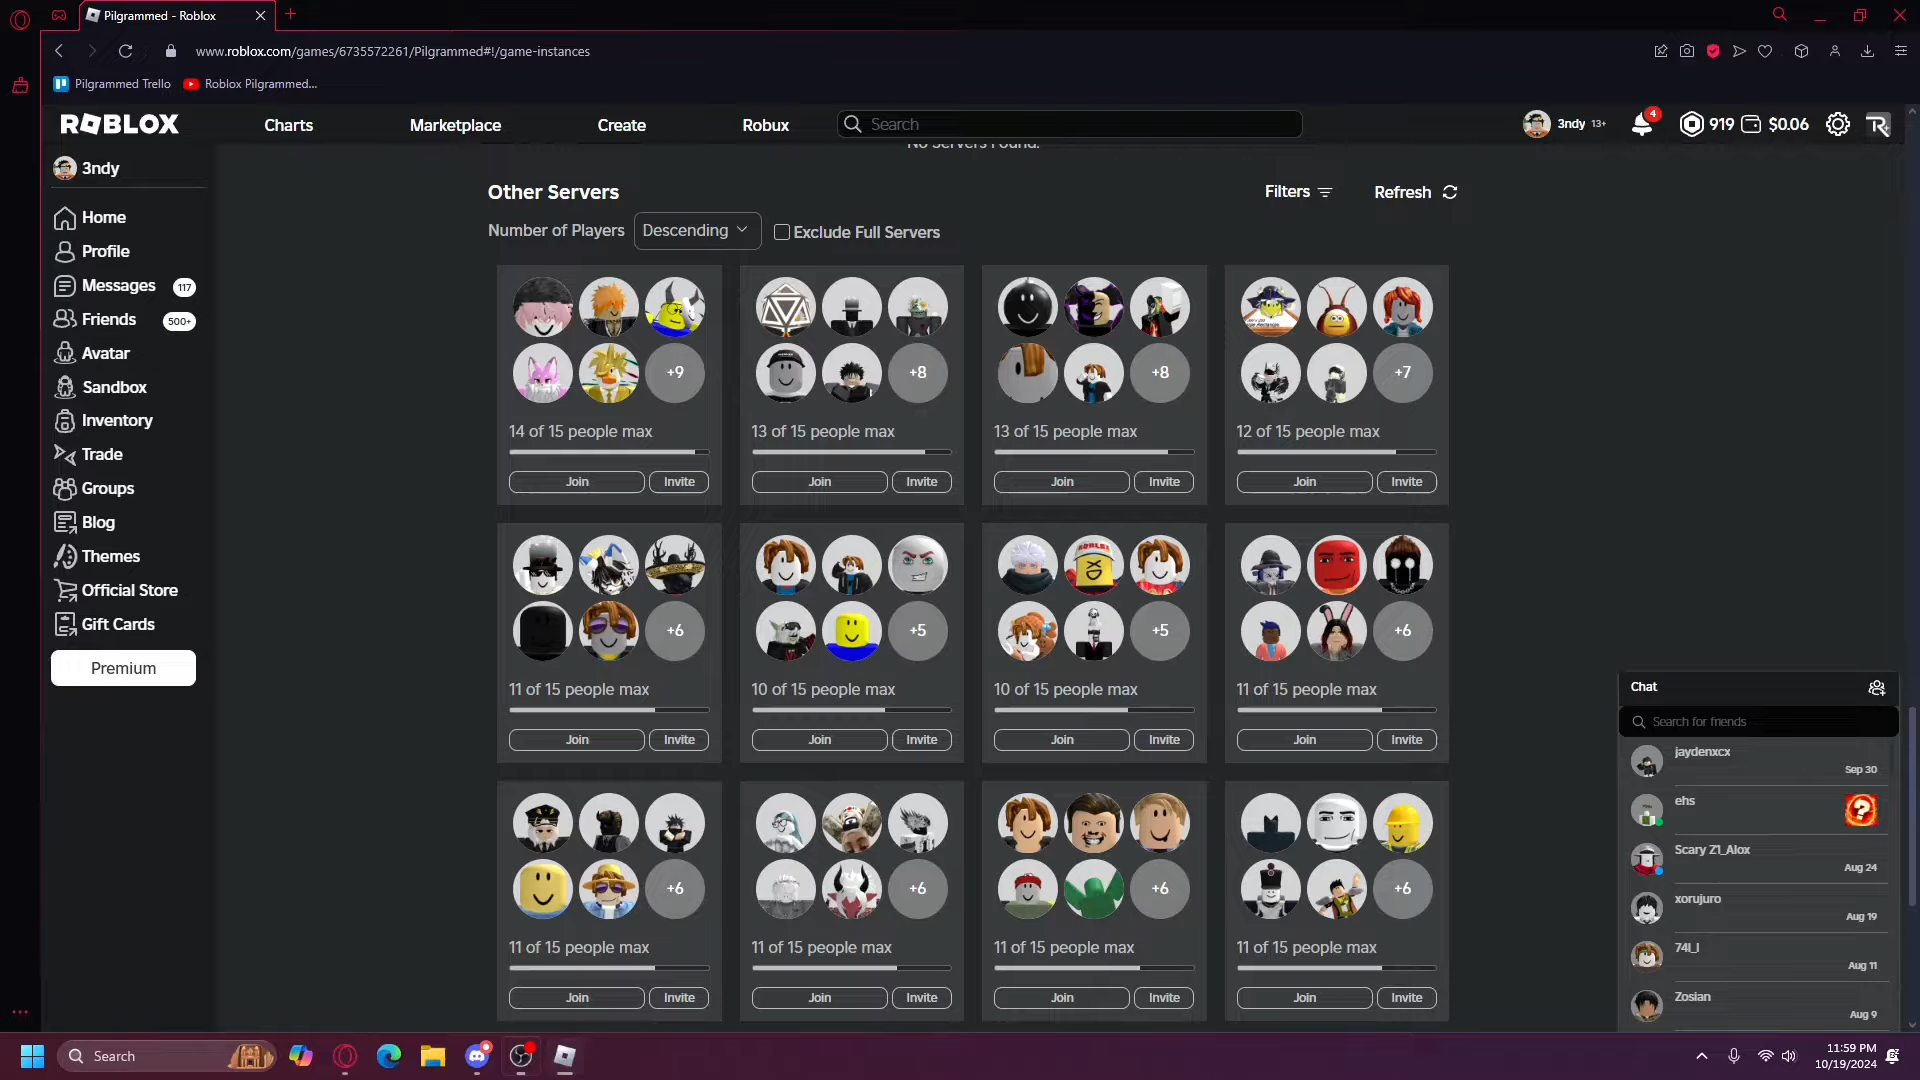 Pilgrammed - Roblox
www.roblox.com/games/6735572261/Pilgrammed#!/game-instances
Pilgrammed Trello
Roblox Pilgrammed...
ROBLOX
Charts
Marketplace
Create
Robux
Search
3ndy 13+
4
919
$0.06
3ndy
Home
Profile
Messages 117
Friends 500+
Avatar
Sandbox
Inventory
Trade
Groups
Blog
Themes
Official Store
Gift Cards
Premium
No Servers Found.
Other Servers
Filters
Refresh
Number of Players
Descending
Exclude Full Servers
+9
+8
+8
+7
14 of 15 people max
13 of 15 people max
13 of 15 people max
12 of 15 people max
Join Invite
Join Invite
Join Invite
Join Invite
+6
+5
+5
+6
11 of 15 people max
10 of 15 people max
10 of 15 people max
11 of 15 people max
Join Invite
Join Invite
Join Invite
Join Invite
+6
+6
+6
+6
11 of 15 people max
11 of 15 people max
11 of 15 people max
11 of 15 people max
Join Invite
Join Invite
Join Invite
Join Invite
Chat
Search for friends
jaydenxcx
Sep 30
ehs
Scary Z1_Alox
Aug 24
xorujuro
Aug 19
74l_l
Aug 11
Zosian
Aug 9
Search
11:59 PM
10/19/2024